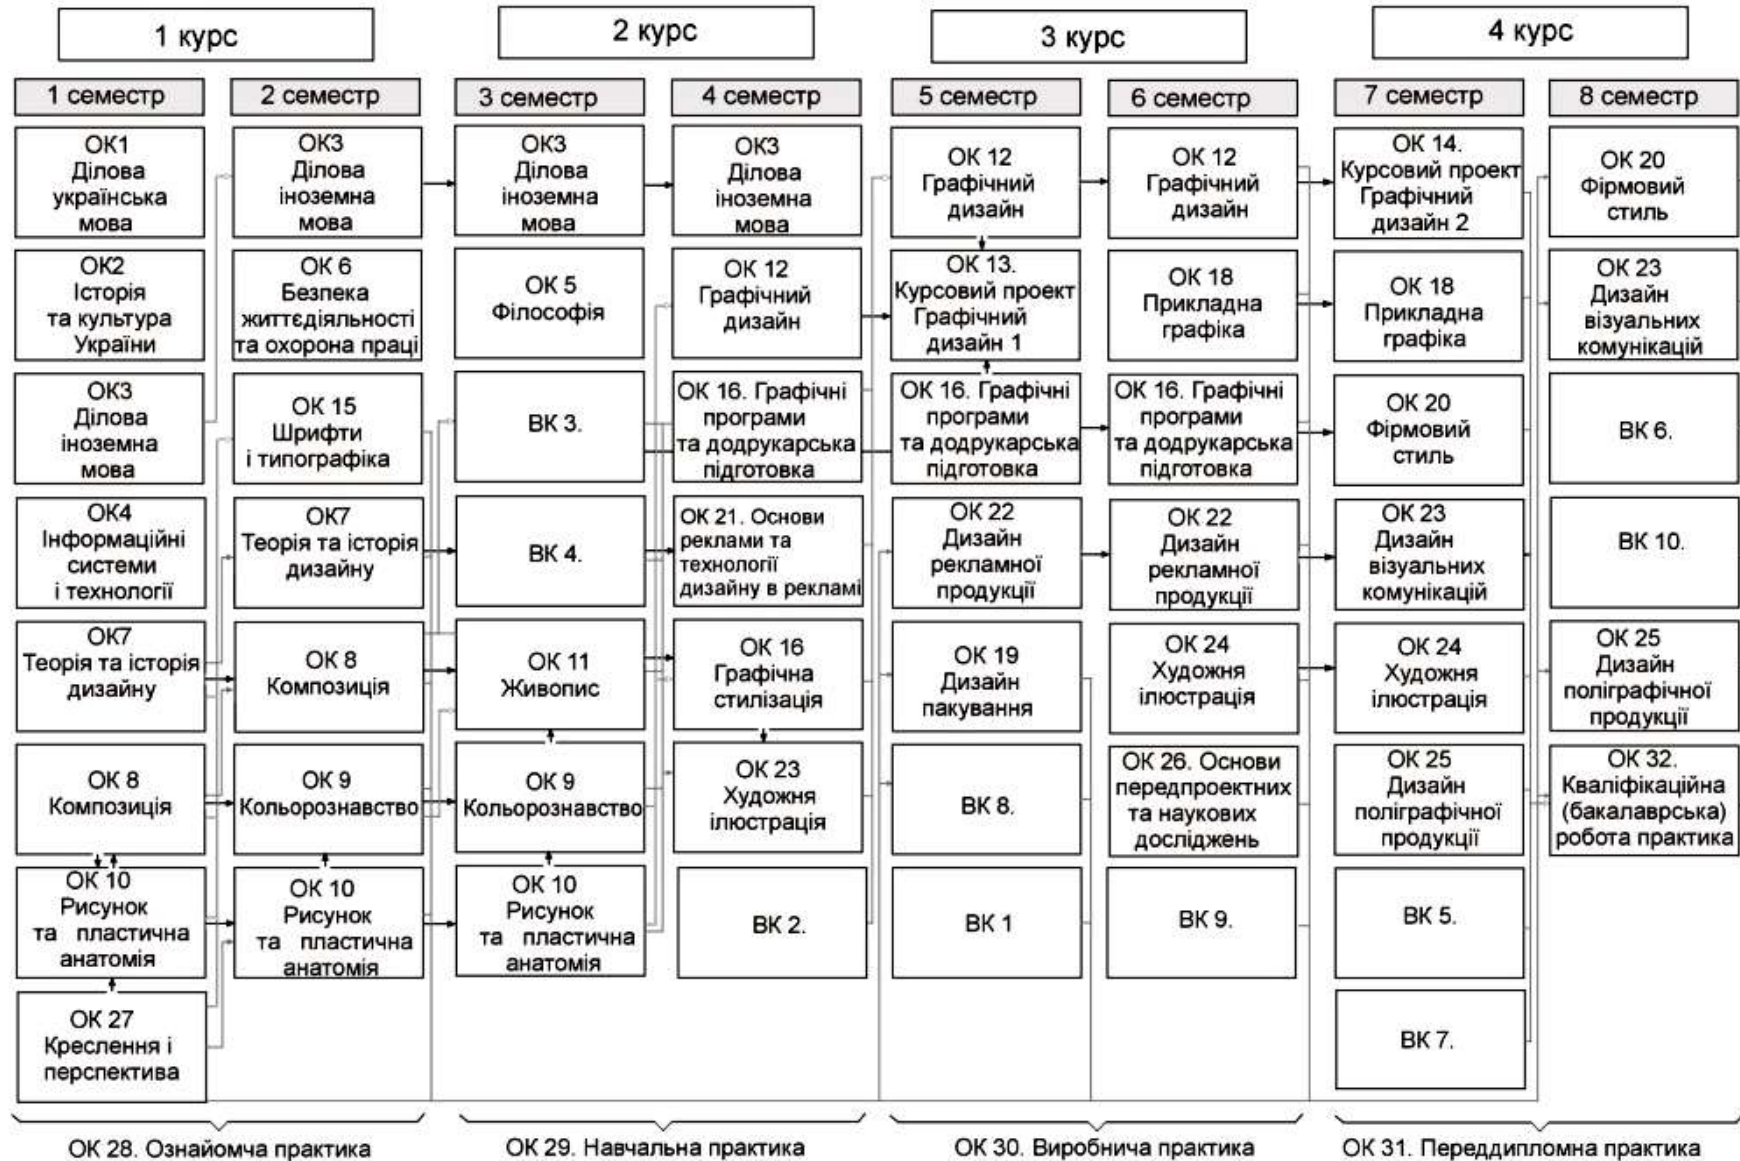 1 курс
2 курс
3 курс
4 курс
1 семестр
2 семестр
3 семестр
4 семестр
5 семестр
6 семестр
7 семестр
8 семестр
ОК1
Ділова
українська
мова
ОК2
Історія
та культура
України
ОК3
Ділова
іноземна
мова
ОК4
Інформаційні
системи
і технології
ОК7
Теорія та історія
дизайну
ОК 8
Композиція
ОК 10
Рисунок
та пластична
анатомія
ОК 27
Креслення і
перспектива
ОК3
Ділова
іноземна
мова
ОК 6
Безпека
життєдіяльності
та охорона праці
ОК 15
Шрифти
і типографіка
ОК7
Теорія та історія
дизайну
ОК 8
Композиція
ОК 9
Кольорознавство
ОК 10
Рисунок
та пластична
анатомія
ОК3
Ділова
іноземна
мова
ОК 5
Філософія
ВК 3.
ВК 4.
ОК 11
Живопис
ОК 9
Кольорознавство
ОК 10
Рисунок
та пластична
анатомія
ОК3
Ділова
іноземна
мова
ОК 12
Графічний
дизайн
ОК 16. Графічні
програми
та додрукарська
підготовка
ОК 21. Основи
реклами та
технології
дизайну в рекламі
ОК 16
Графічна
стилізація
ОК 23
Художня
ілюстрація
ВК 2.
ОК 12
Графічний
дизайн
ОК 13.
Курсовий проект
Графічний
дизайн 1
ОК 16. Графічні
програми
та додрукарська
підготовка
ОК 22
Дизайн
рекламної
продукції
ОК 19
Дизайн
пакування
ВК 8.
ВК 1
ОК 12
Графічний
дизайн
ОК 18
Прикладна
графіка
ОК 16. Графічні
програми
та додрукарська
підготовка
ОК 22
Дизайн
рекламної
продукції
ОК 24
Художня
ілюстрація
ОК 26. Основи
передпроектних
та наукових
досліджень
ВК 9.
ОК 14.
Курсовий проект
Графічний
дизайн 2
ОК 18
Прикладна
графіка
ОК 20
Фірмовий
стиль
ОК 23
Дизайн
візуальних
комунікацій
ОК 24
Художня
ілюстрація
ОК 25
Дизайн
поліграфічної
продукції
ВК 5.
ВК 7.
ОК 20
Фірмовий
стиль
ОК 23
Дизайн
візуальних
комунікацій
ВК 6.
ВК 10.
ОК 25
Дизайн
поліграфічної
продукції
ОК 32.
Кваліфікаційна
(бакалаврська)
робота практика
ОК 28. Ознайомча практика
ОК 29. Навчальна практика
ОК 30. Виробнича практика
ОК 31. Переддипломна практика